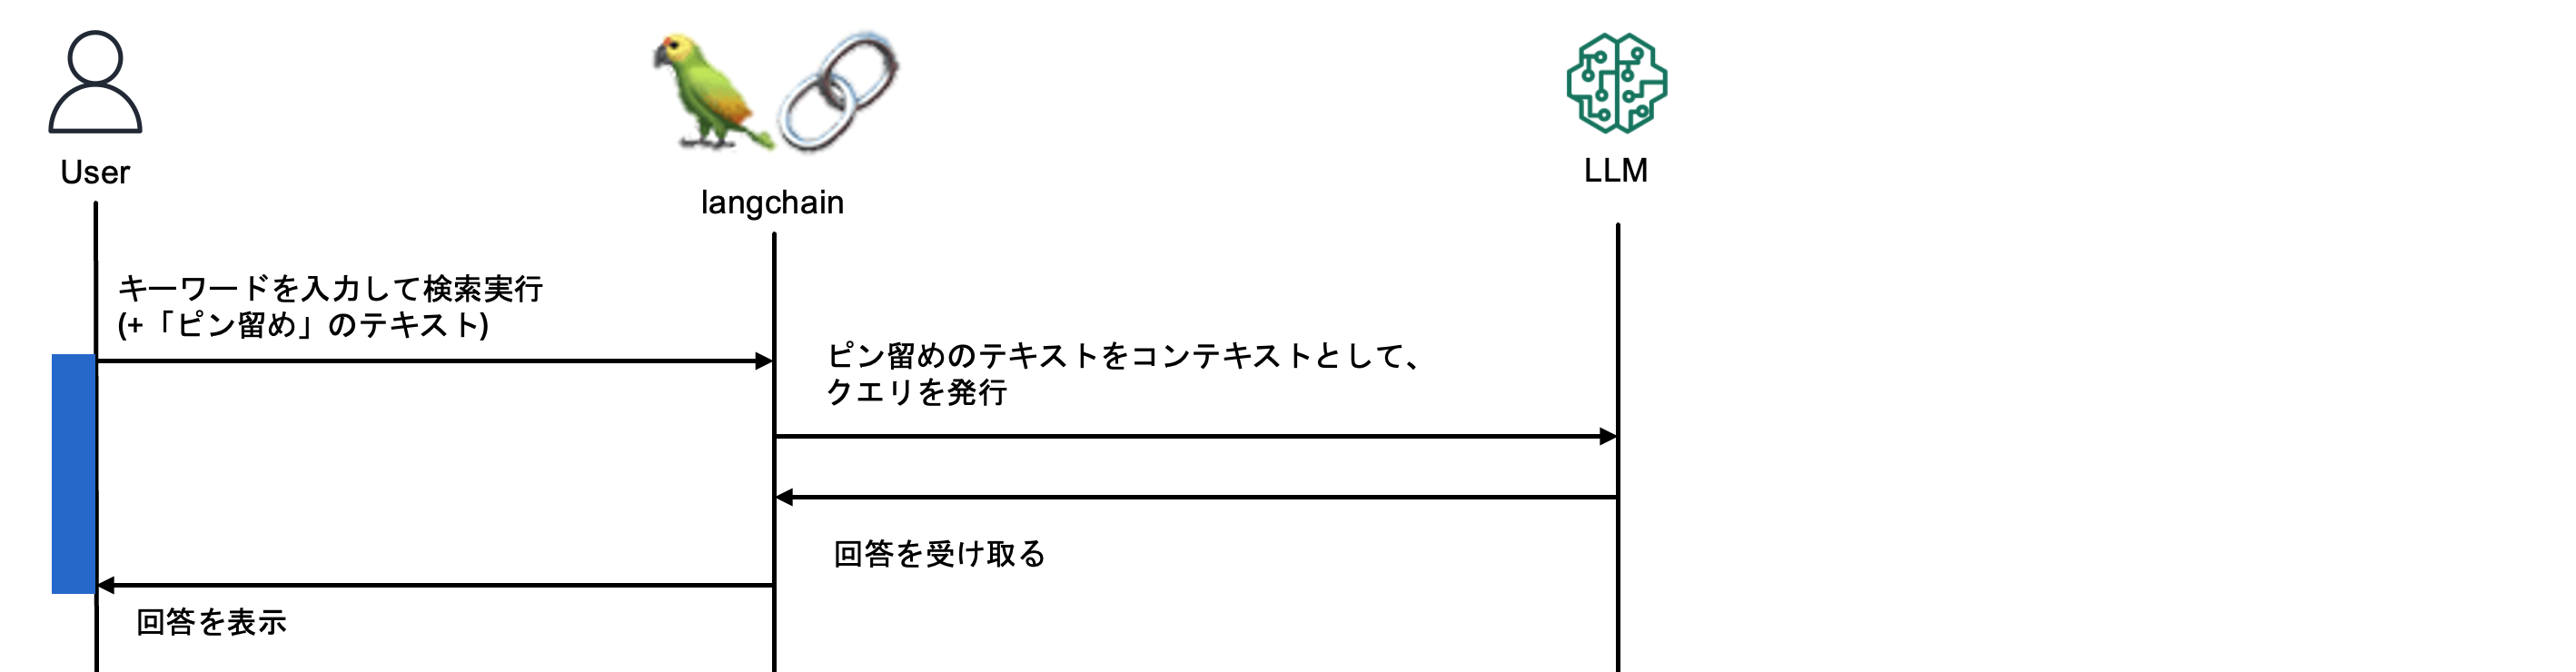 User
langchain
LLM
キーワードを入力して検索実行
(+「ピン留め」のテキスト)
ピン留めのテキストをコンテキストとして、
クエリを発行
回答を受け取る
回答を表示